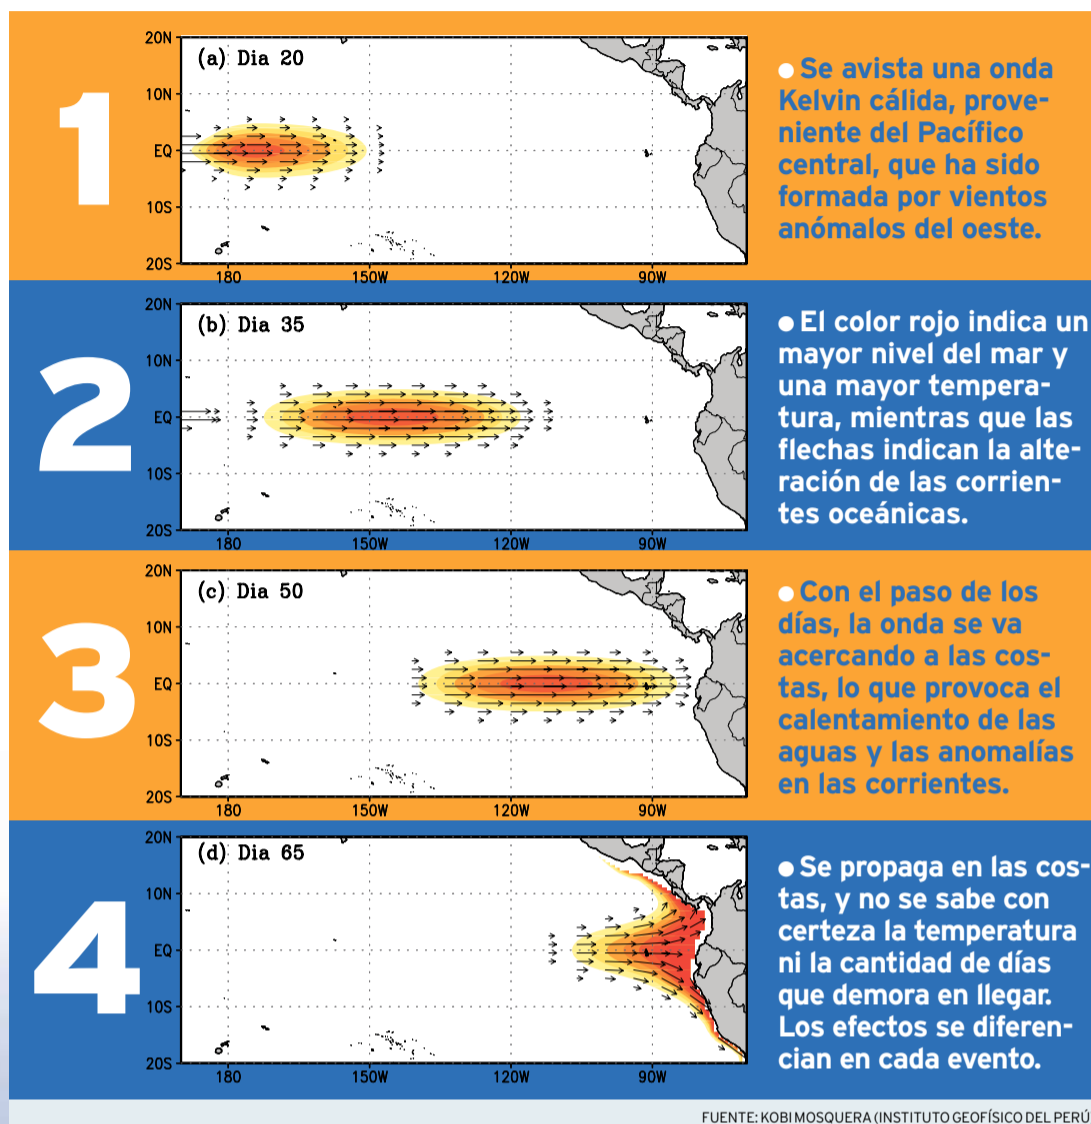 1
(a) Dia 20
20N
10N
EQ
10S
20S
180 150W 120W 90W
● Se avista una onda
Kelvin cálida, prove-
niente del Pacífico
central, que ha sido
formada por vientos
anómalos del oeste.
2
(b) Dia 35
20N
10N
EQ
10S
20S
180 150W 120W 90W
● El color rojo indica un
mayor nivel del mar y
una mayor tempera-
tura, mientras que las
flechas indican la alte-
ración de las corrien-
tes oceánicas.
3
(c) Dia 50
20N
10N
EQ
10S
20S
180 150W 120W 90W
● Con el paso de los
días, la onda se va
acercando a las cos-
tas, lo que provoca el
calentamiento de las
aguas y las anomalías
en las corrientes.
4
(d) Dia 65
20N
10N
EQ
10S
20S
180 150W 120W 90W
● Se propaga en las cos-
tas, y no se sabe con
certeza la temperatura
ni la cantidad de días
que demora en llegar.
Los efectos se diferen-
cian en cada evento.
FUENTE: KOBI MOSQUERA (INSTITUTO GEOFÍSICO DEL PERÚ